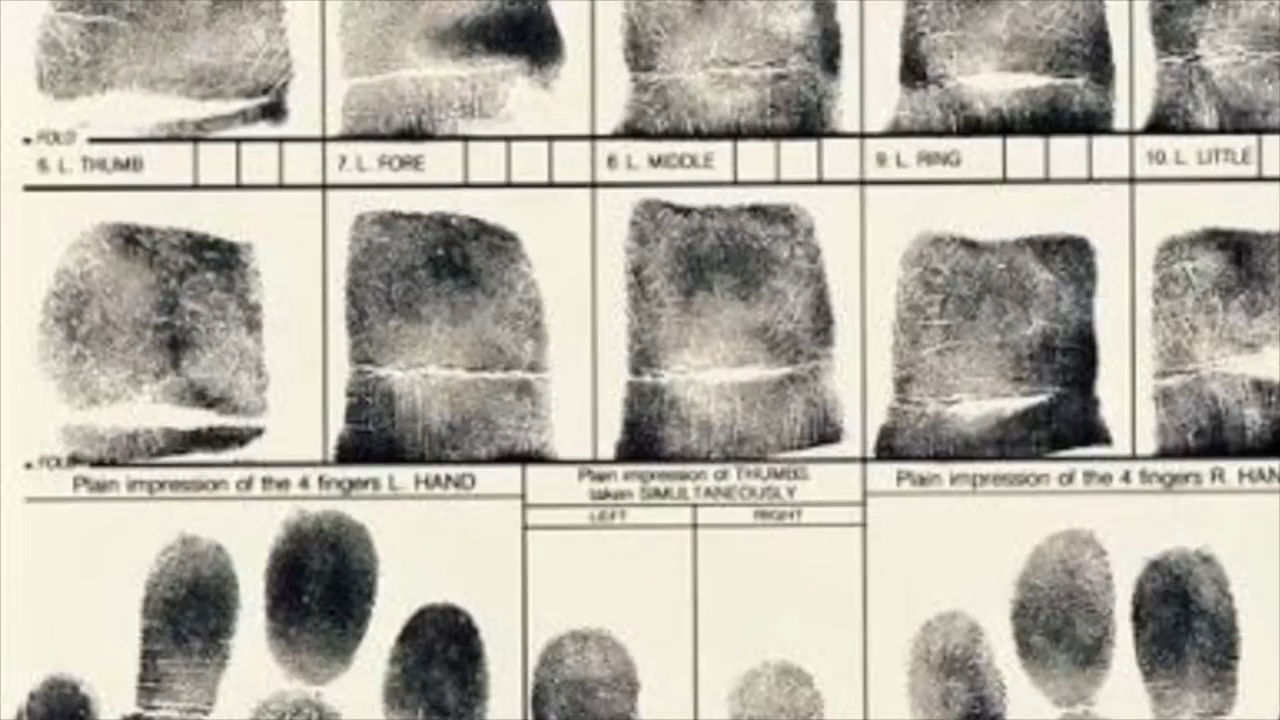 FOLD
6. L. THUMB
7. L. FORE
8. L. MIDDLE
9. L. RING
10. L. LITTLE
FOLD
Plain impression of the 4 fingers L. HAND
Plain impression of THUMBS
taken SIMULTANEOUSLY
LEFT
RIGHT
Plain impression of the 4 fingers R. HAN